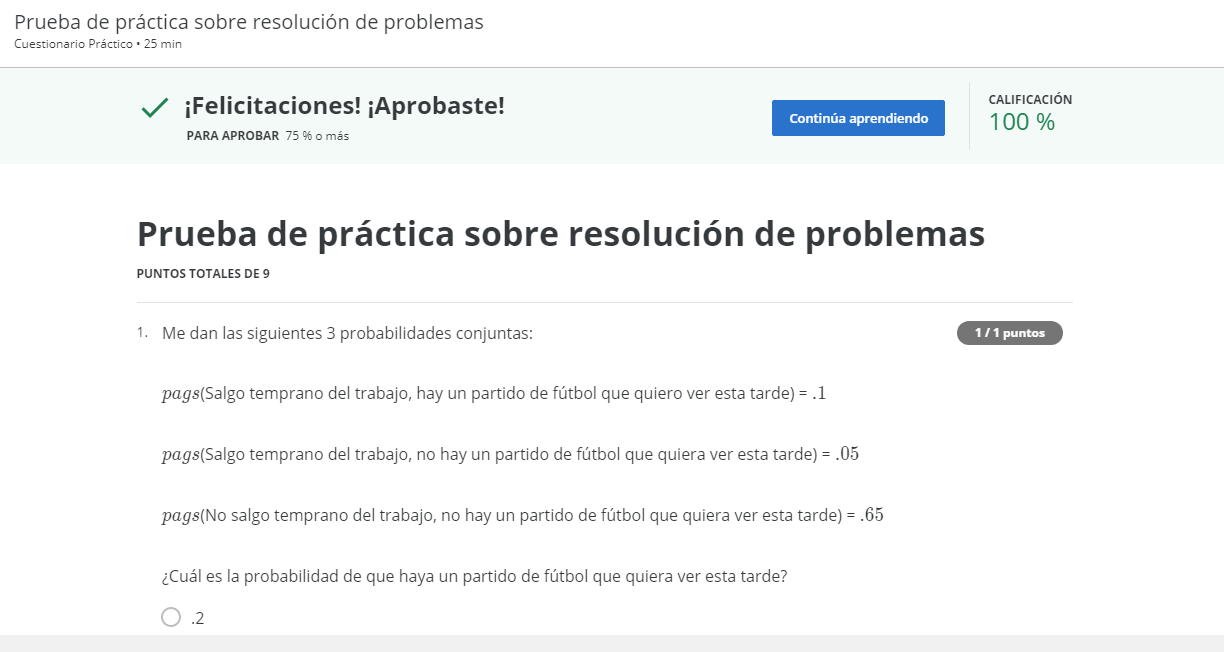 Prueba de práctica sobre resolución de problemas
Cuestionario Práctico • 25 min
¡Felicitaciones! ¡Aprobaste!
PARA APROBAR 75 % o más
Continúa aprendiendo
CALIFICACIÓN
100 %
Prueba de práctica sobre resolución de problemas
PUNTOS TOTALES DE 9
1. Me dan las siguientes 3 probabilidades conjuntas:
1 / 1 puntos
pags(Salgo temprano del trabajo, hay un partido de fútbol que quiero ver esta tarde) = .1
pags(Salgo temprano del trabajo, no hay un partido de fútbol que quiera ver esta tarde) = .05
pags(No salgo temprano del trabajo, no hay un partido de fútbol que quiera ver esta tarde) = .65
¿Cuál es la probabilidad de que haya un partido de fútbol que quiera ver esta tarde?
.2